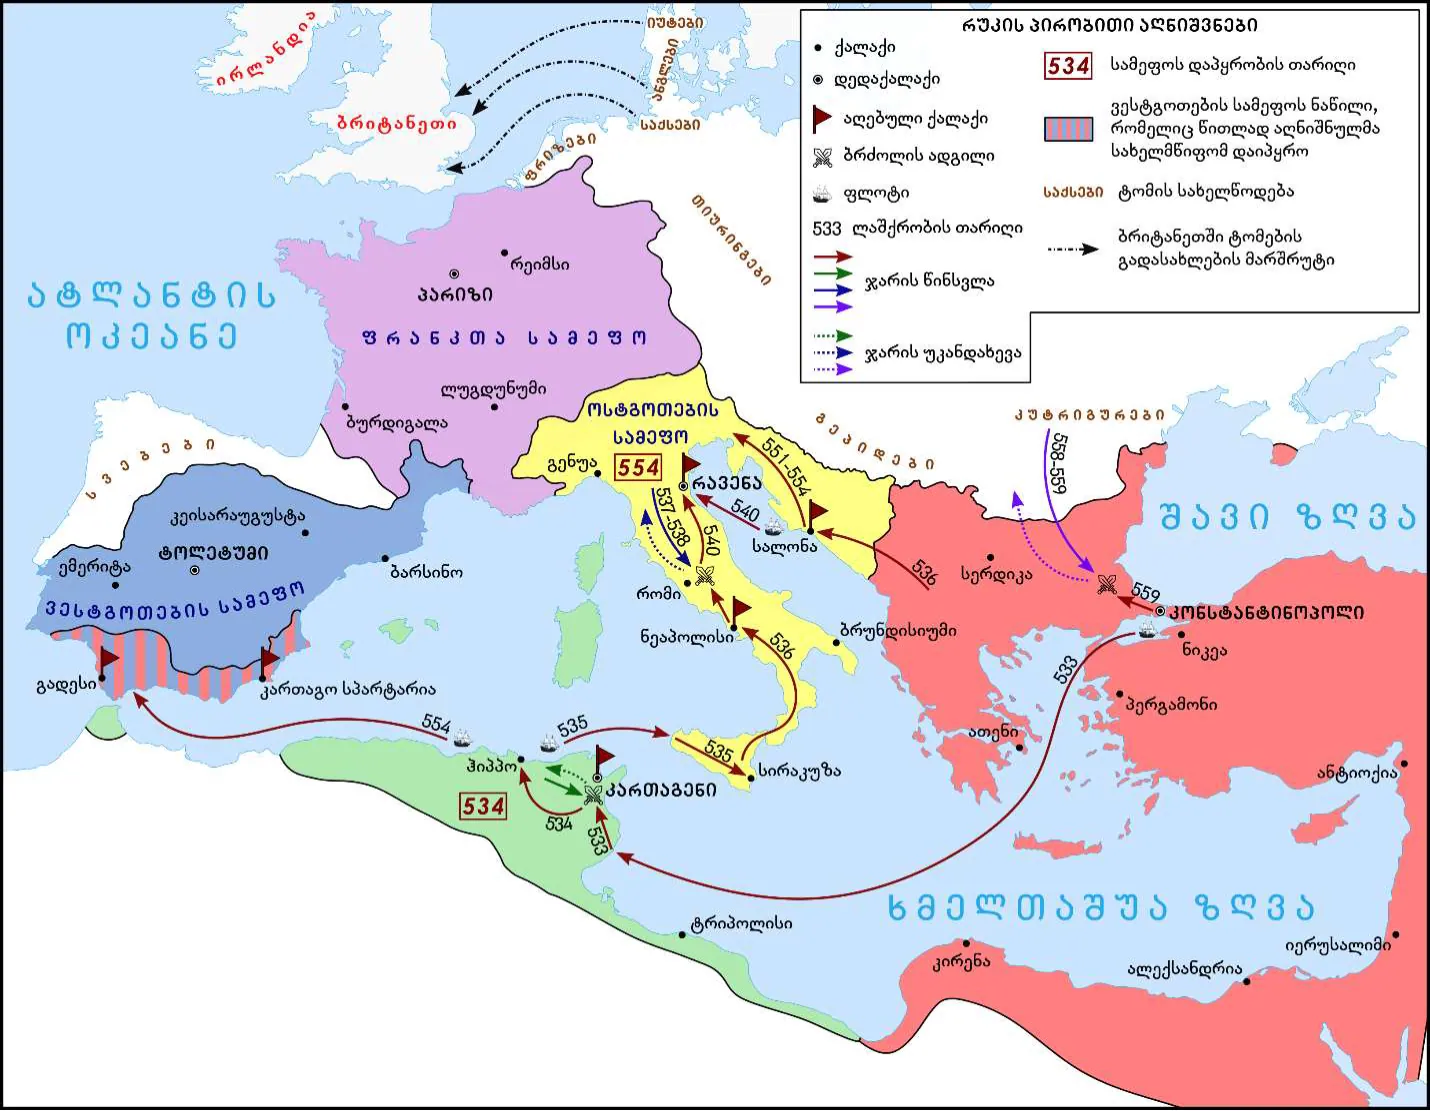 რუკის პირობითი აღნიშვნები
ქალაქი
დედაქალაქი
აღებული ქალაქი
ბრძოლის ადგილი
ფლოტი
533 ლაშქრობის თარიღი
ჯარის წინსვლა
ჯარის უკანდახევა
534 სამეფოს დაპყრობის თარიღი
ვესტგოთების სამეფოს ნაწილი,
რომელიც წითლად აღნიშნულმა
სახელმწიფომ დაიპყრო
საქსები ტომის სახელწოდება
ბრიტანეთში ტომების
გადასახლების მარშრუტი
ირლანდია
ბრიტანეთი
იუტები
ანგლები
საქსები
ფრიზები
თიურინგები
ატლანტის
ოკეანე
რეიმსი
პარიზი
ფრანკთა სამეფო
ლუგდუნუმი
ბურდიგალა
სვებები
ოსტგოთების
სამეფო
554
გენუა
რავენა
551-554
გეპიდები
კუტრიგურები
558-559
შავი ზღვა
537-538
540
540
სალონა
536
სერდიკა
559
კონსტანტინოპოლი
ნიკეა
კეისარაუგუსტა
ტოლეტუმი
ემერიტა
ბარსინო
ვესტგოთების სამეფო
რომი
ნეაპოლისი
536
ბრუნდისიუმი
533
პერგამონი
გადესი
კართაგო სპარტარია
554
535
535
სირაკუზა
ათენი
ანტიოქია
ჰიპპო
კართაგენი
534
534
533
ხმელთაშუა ზღვა
ტრიპოლისი
კირენა
ალექსანდრია
იერუსალიმი